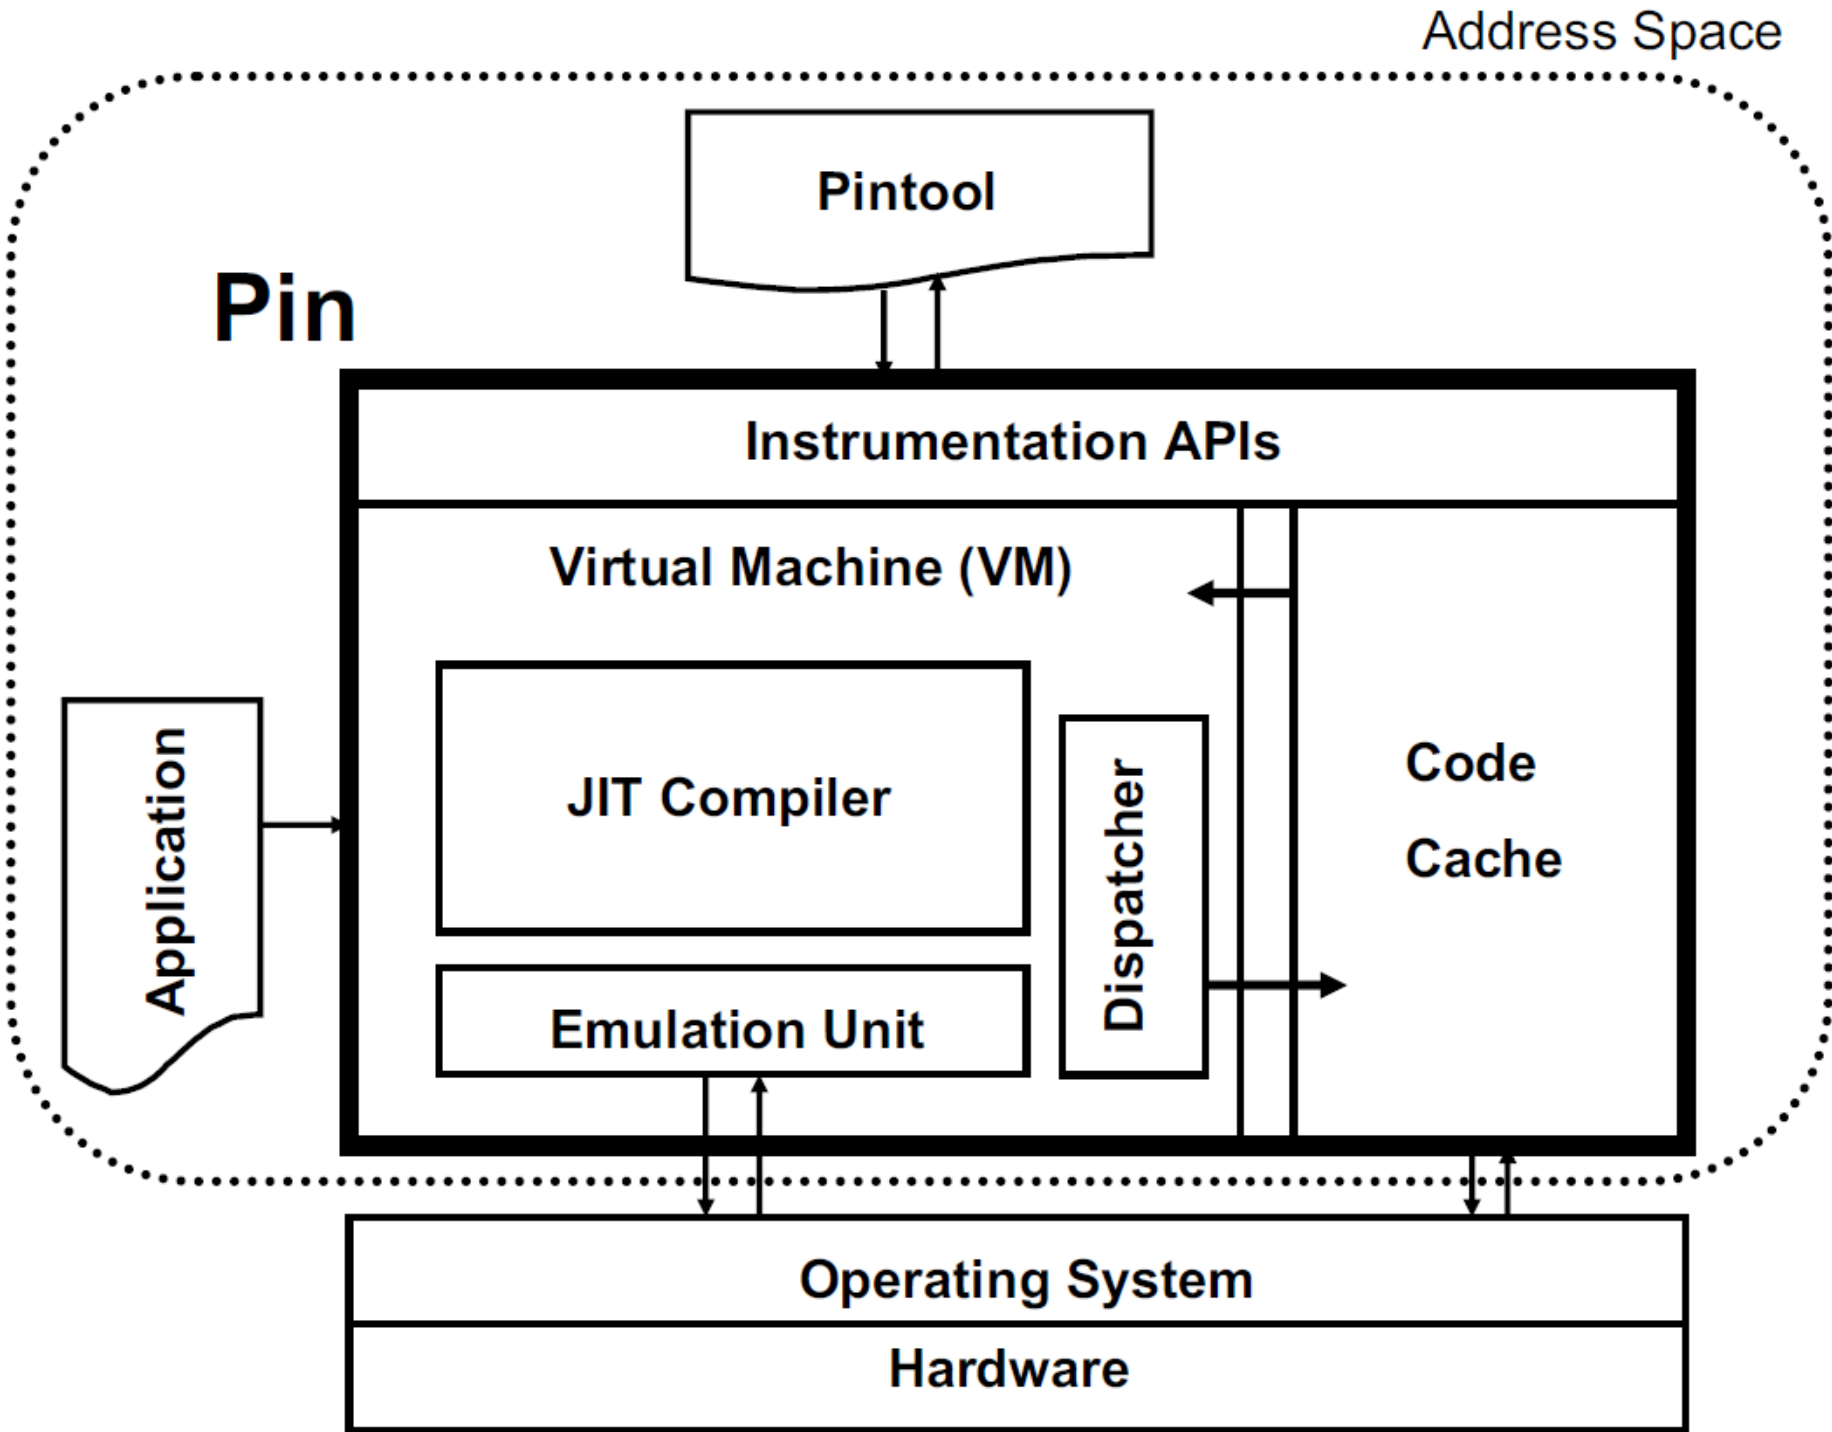 Address Space
Pintool
Pin
Instrumentation APIs
Virtual Machine (VM)
Application
JIT Compiler
Dispatcher
Code
Cache
Emulation Unit
Operating System
Hardware